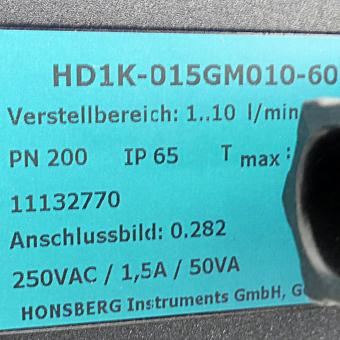 HD1K-015GM010-60
Verstellbereich: 1..10 l/min
PN 200 IP 65 T max:
11132770
Anschlussbild: 0.282
250VAC / 1,5A / 50VA
HONSBERG Instruments GmbH,